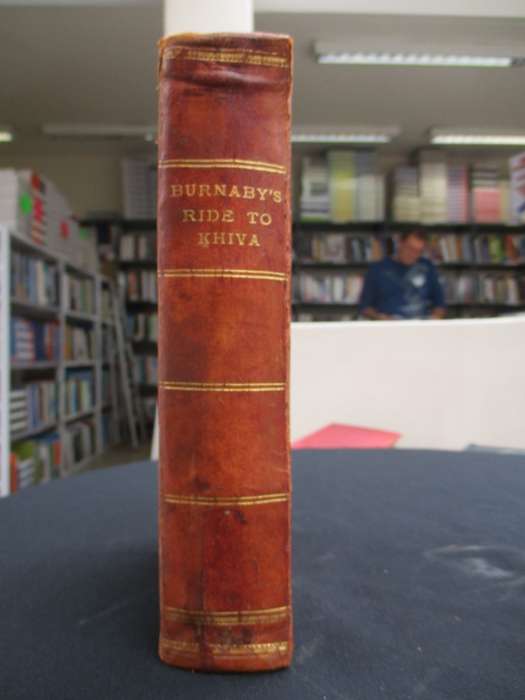 BURNABY'S
RIDE TO
KHIVA